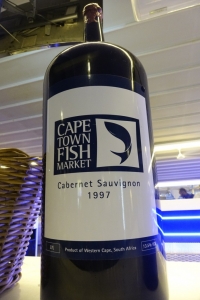 CAPE
TOWN
FISH
MARKET
Cabernet Sauvignon
1997
Product of Western Cape, South Africa